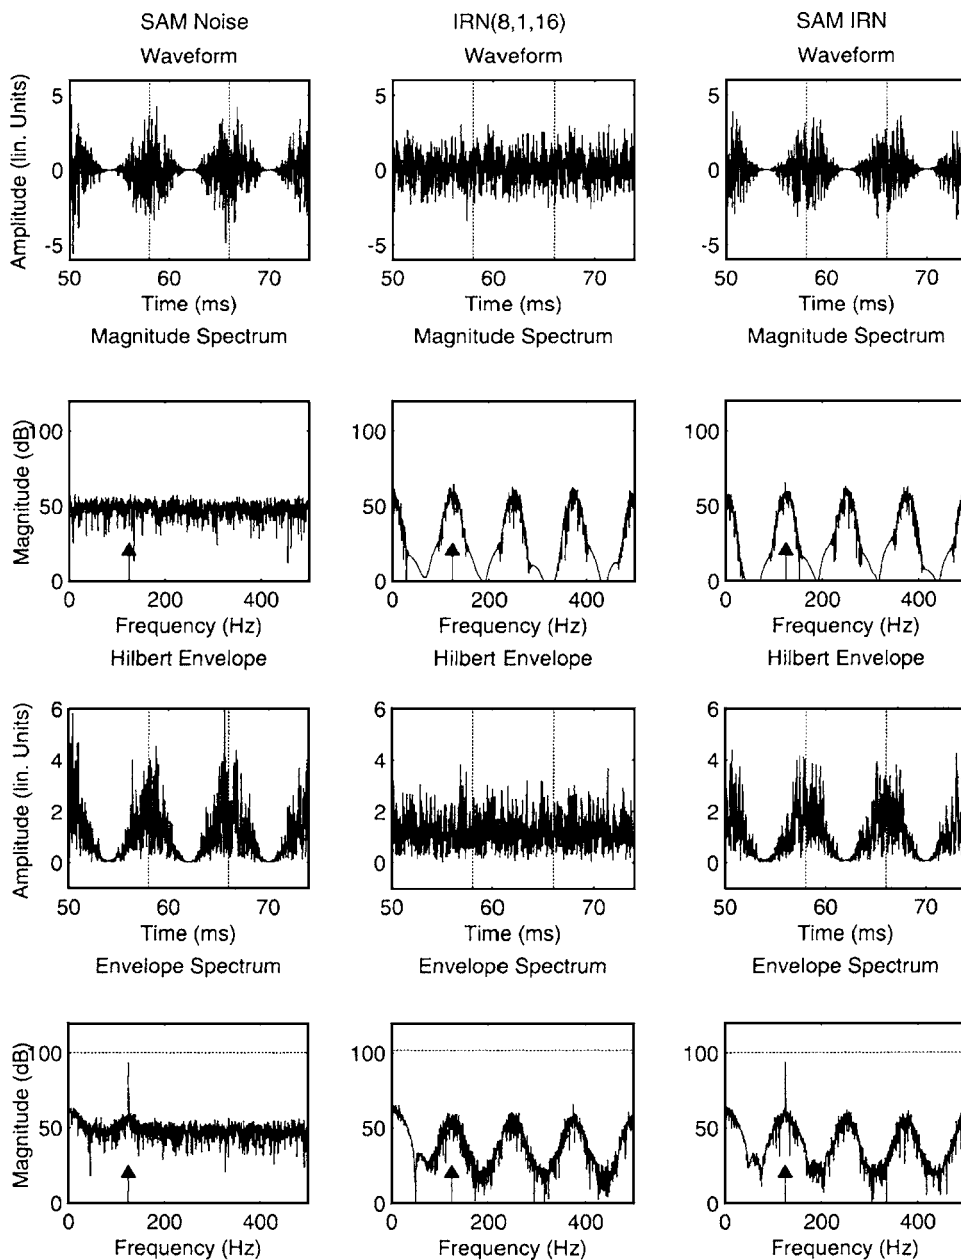 SAM Noise IRN(8,1,16) SAM IRN
Waveform Waveform Waveform
Amplitude (lin. Units)
5 5 5
0 0 0
-5 -5 -5
50 60 70 50 60 70 50 60 70
Time (ms) Time (ms) Time (ms)
Magnitude Spectrum Magnitude Spectrum Magnitude Spectrum
Magnitude (dB)
100 100 100
50 50 50
0 0 0
0 200 400 0 200 400 0 200 400
Frequency (Hz) Frequency (Hz) Frequency (Hz)
Hilbert Envelope Hilbert Envelope Hilbert Envelope
Amplitude (lin. Units)
6 6 6
4 4 4
2 2 2
0 0 0
50 60 70 50 60 70 50 60 70
Time (ms) Time (ms) Time (ms)
Envelope Spectrum Envelope Spectrum Envelope Spectrum
Magnitude (dB)
100 100 100
50 50 50
0 0 0
0 200 400 0 200 400 0 200 400
Frequency (Hz) Frequency (Hz) Frequency (Hz)